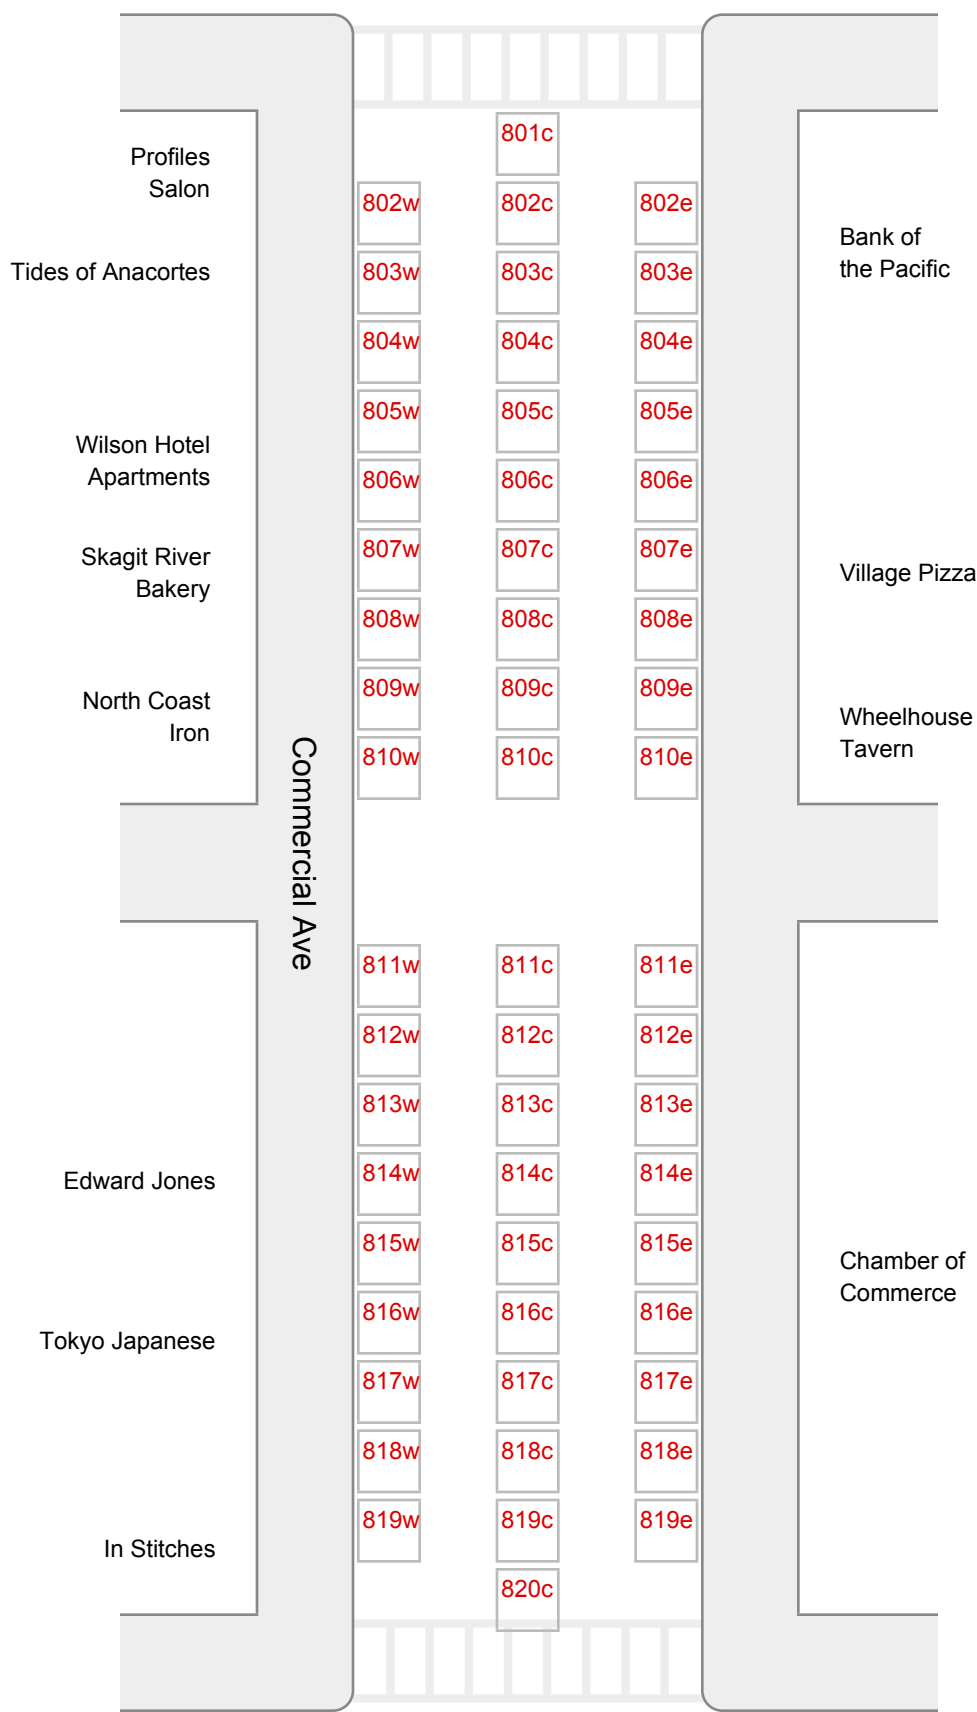 801c
Profiles
Salon
802w 802c 802e
Bank of
the Pacific
Tides of Anacortes
803w 803c 803e
804w 804c 804e
805w 805c 805e
Wilson Hotel
Apartments
806w 806c 806e
807w 807c 807e
Skagit River
Bakery
Village Pizza
808w 808c 808e
809w 809c 809e
North Coast
Iron
Wheelhouse
Tavern
810w 810c 810e
Commercial Ave
811w 811c 811e
812w 812c 812e
813w 813c 813e
814w 814c 814e
Edward Jones
815w 815c 815e
Chamber of
Commerce
816w 816c 816e
Tokyo Japanese
817w 817c 817e
818w 818c 818e
819w 819c 819e
In Stitches
820c